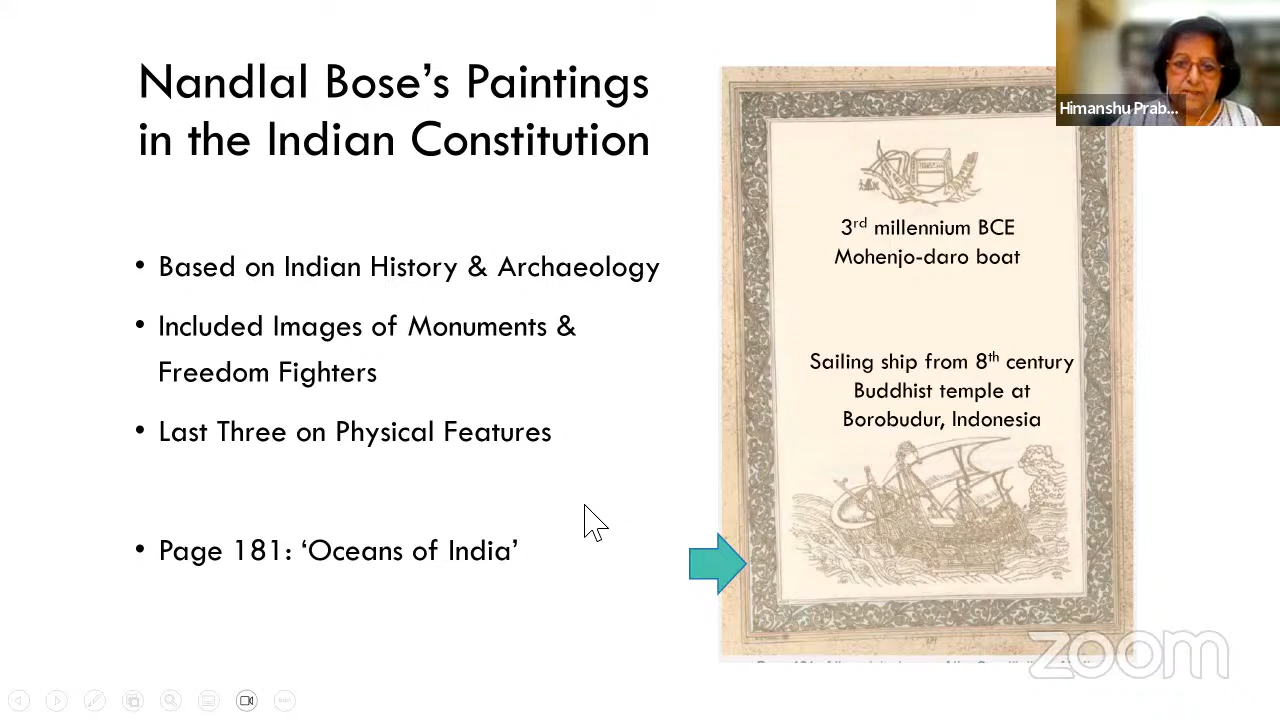 Nandlal Bose’s Paintings
in the Indian Constitution
• Based on Indian History & Archaeology
• Included Images of Monuments &
Freedom Fighters
• Last Three on Physical Features
• Page 181: ‘Oceans of India’
Himanshu Prab...
3rd millennium BCE
Mohenjo-daro boat
Sailing ship from 8th century
Buddhist temple at
Borobudur, Indonesia
zoom